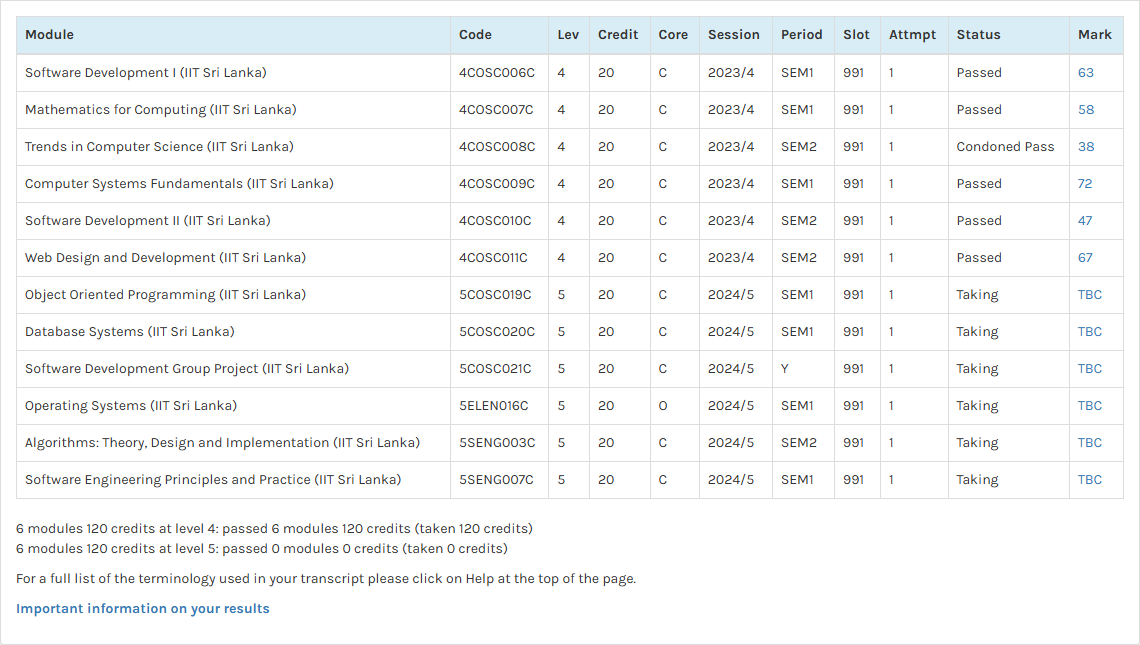 Module Code Lev Credit Core Session Period Slot Attmpt Status Mark
Software Development I (IIT Sri Lanka) 4COSC006C 4 20 C 2023/4 SEM1 991 1 Passed 63
Mathematics for Computing (IIT Sri Lanka) 4COSC007C 4 20 C 2023/4 SEM1 991 1 Passed 58
Trends in Computer Science (IIT Sri Lanka) 4COSC008C 4 20 C 2023/4 SEM2 991 1 Condoned Pass 38
Computer Systems Fundamentals (IIT Sri Lanka) 4COSC009C 4 20 C 2023/4 SEM1 991 1 Passed 72
Software Development II (IIT Sri Lanka) 4COSC010C 4 20 C 2023/4 SEM2 991 1 Passed 47
Web Design and Development (IIT Sri Lanka) 4COSC011C 4 20 C 2023/4 SEM2 991 1 Passed 67
Object Oriented Programming (IIT Sri Lanka) 5COSC019C 5 20 C 2024/5 SEM1 991 1 Taking TBC
Database Systems (IIT Sri Lanka) 5COSC020C 5 20 C 2024/5 SEM1 991 1 Taking TBC
Software Development Group Project (IIT Sri Lanka) 5COSC021C 5 20 C 2024/5 Y 991 1 Taking TBC
Operating Systems (IIT Sri Lanka) 5ELEN016C 5 20 O 2024/5 SEM1 991 1 Taking TBC
Algorithms: Theory, Design and Implementation (IIT Sri Lanka) 5SENG003C 5 20 C 2024/5 SEM2 991 1 Taking TBC
Software Engineering Principles and Practice (IIT Sri Lanka) 5SENG007C 5 20 C 2024/5 SEM1 991 1 Taking TBC
6 modules 120 credits at level 4: passed 6 modules 120 credits (taken 120 credits)
6 modules 120 credits at level 5: passed 0 modules 0 credits (taken 0 credits)
For a full list of the terminology used in your transcript please click on Help at the top of the page.
Important information on your results